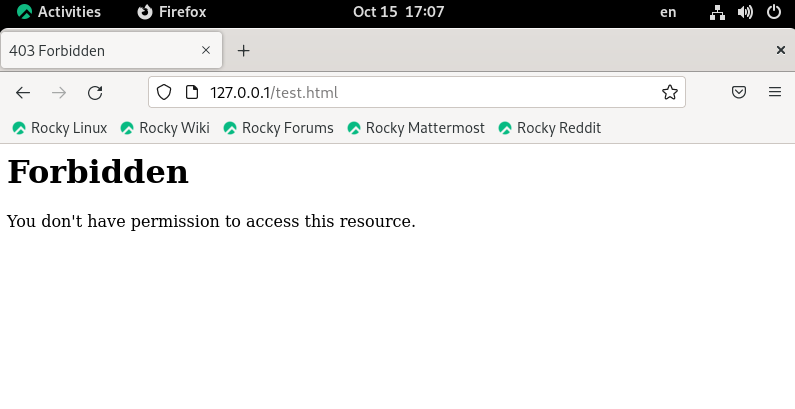 Activities Firefox Oct 15 17:07 en
403 Forbidden
127.0.0.1/test.html
Rocky Linux Rocky Wiki Rocky Forums Rocky Mattermost Rocky Reddit
Forbidden
You don't have permission to access this resource.